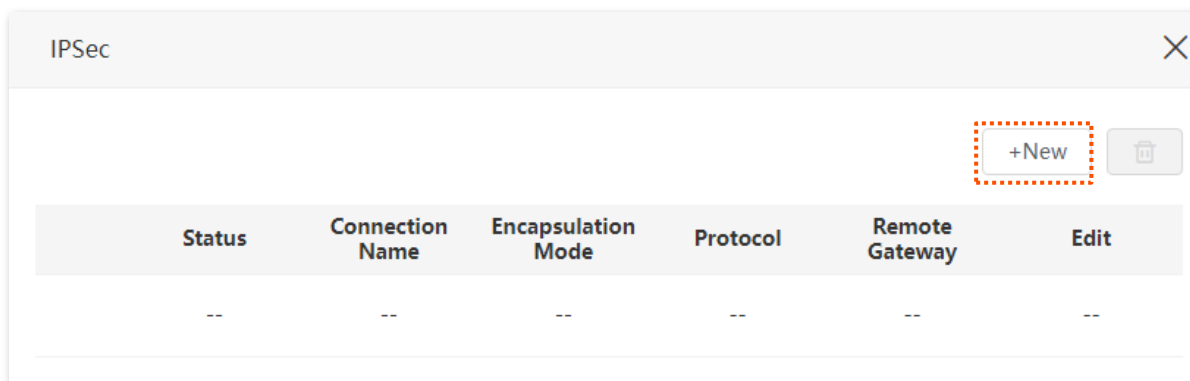 IPSec
+New
Status Connection Name Encapsulation Mode Protocol Remote Gateway Edit
-- -- -- -- -- --